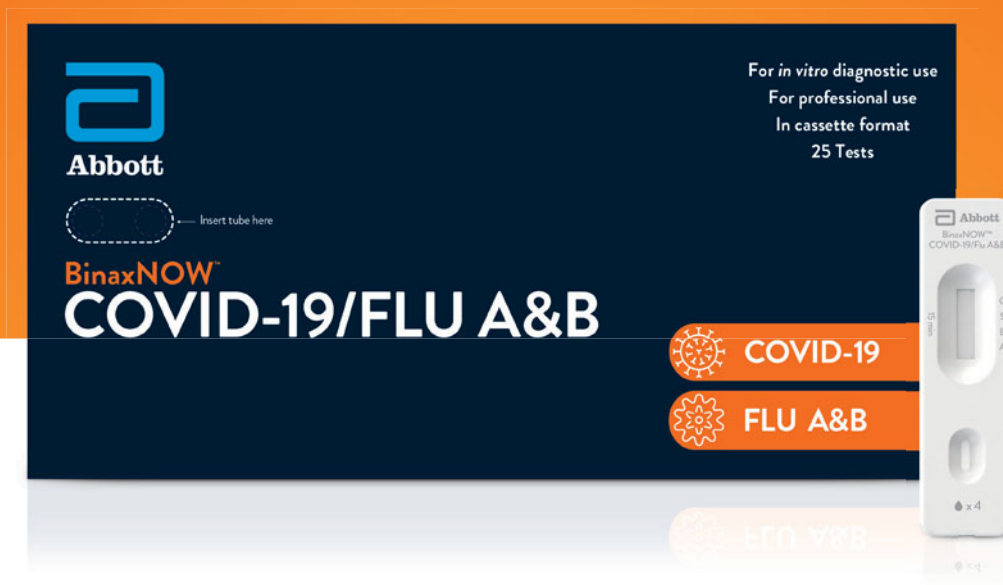 For in vitro diagnostic use
For professional use
In cassette format
25 Tests
Abbott
Insert tube here
BinaxNOW™
COVID-19/FLU A&B
COVID-19
FLU A&B
Abbott
BinaxNOW™
COVID-19/Flu A&B
15 min
C
S
B
A
x4